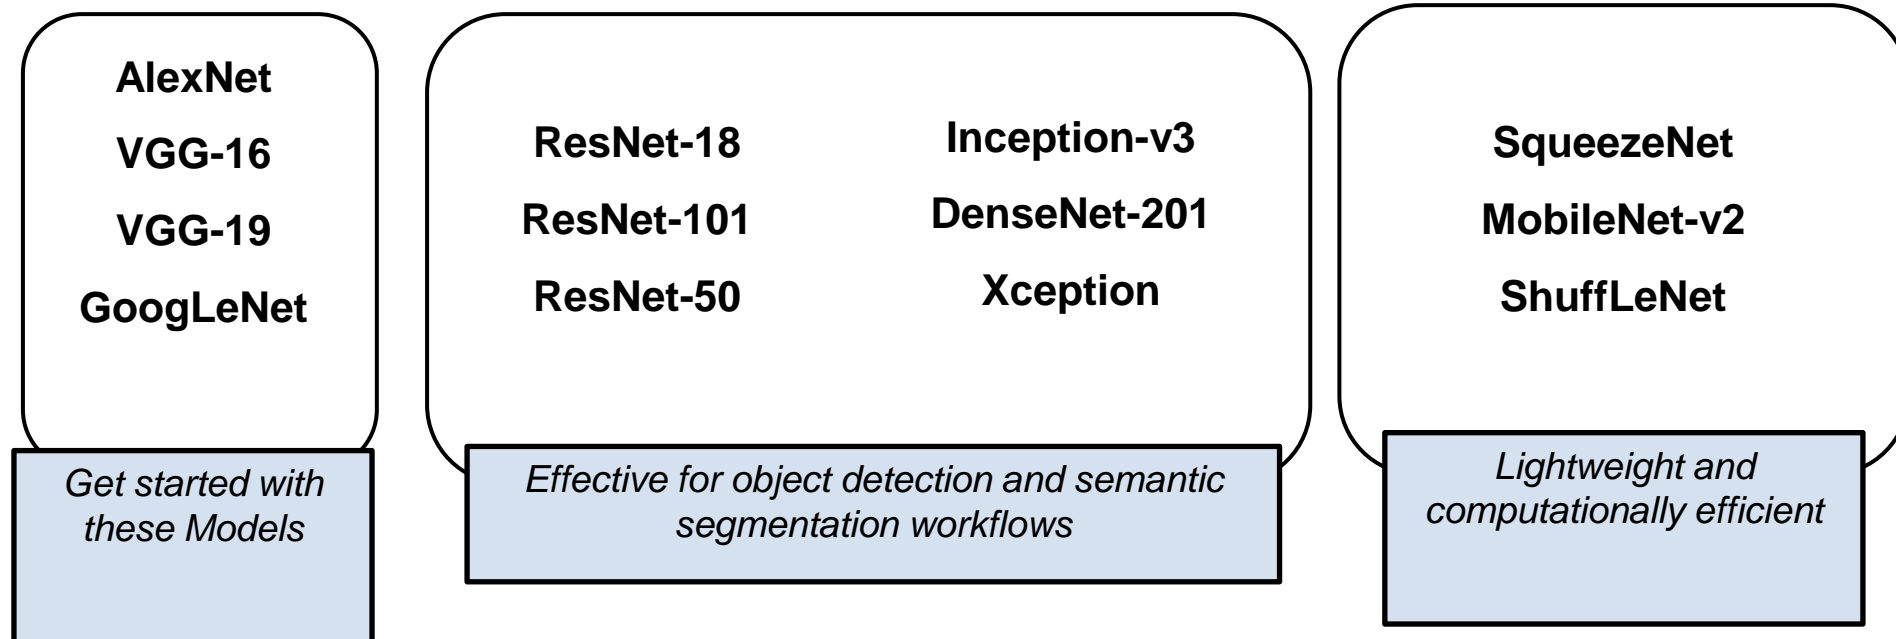 AlexNet
VGG-16
VGG-19
GoogLeNet
Get started with
these Models
ResNet-18
ResNet-101
ResNet-50
Inception-v3
DenseNet-201
Xception
Effective for object detection and semantic
segmentation workflows
SqueezeNet
MobileNet-v2
ShuffLeNet
Lightweight and
computationally efficient